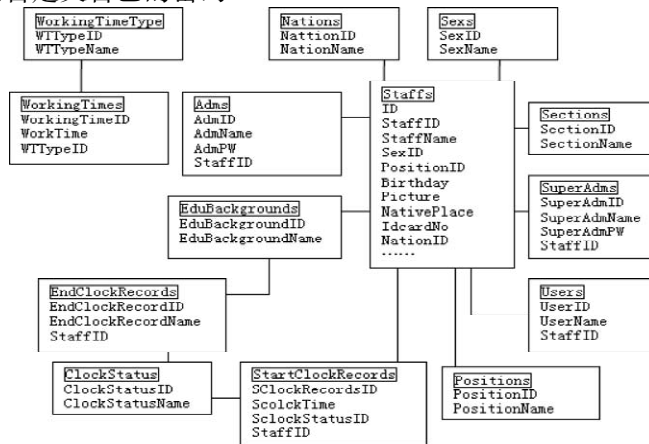 WorkingTimeType
WTTypeID
WTTypeName
Nations
NattionID
NationName
Sexs
SexID
SexName
WorkingTimes
WorkingTimeID
WorkTime
WTTypeID
Adms
AdmID
AdmName
AdmPW
StaffID
Staffs
ID
StaffID
StaffName
SexID
PositionID
Birthday
Picture
NativePlace
IdcardNo
NationID
......
Sections
SectionID
SectionName
EduBackgrounds
EduBackgroundID
EduBackgroundName
SuperAdms
SuperAdmID
SuperAdmName
SuperAdmPW
StaffID
EndClockRecords
EndClockRecordID
EndClockRecordName
StaffID
Users
UserID
UserName
StaffID
ClockStatus
ClockStatusID
ClockStatusName
StartClockRecords
SClockRecordsID
ScolckTime
SclockStatusID
StaffID
Positions
PositionID
PositionName